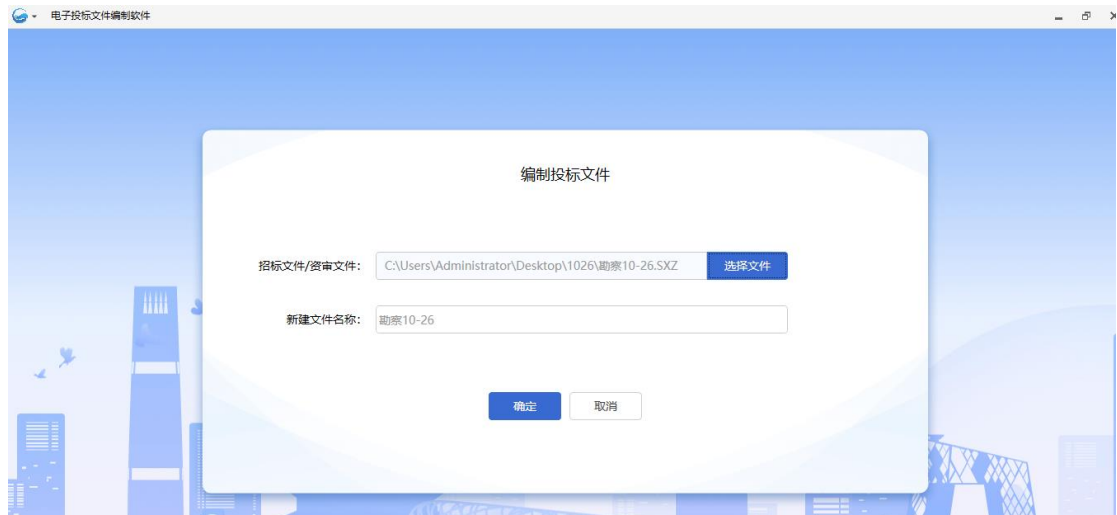 电子投标文件编制软件
编制投标文件
招标文件/资审文件： C:\Users\Administrator\Desktop\1026\勘察10-26.SXZ 选择文件
新建文件名称： 勘察10-26
确定 取消